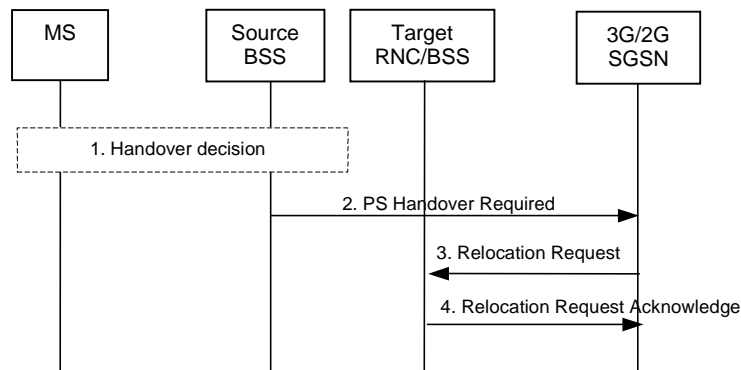 MS
Source
BSS
Target
RNC/BSS
3G/2G
SGSN
1. Handover decision
2. PS Handover Required
3. Relocation Request
4. Relocation Request Acknowledge